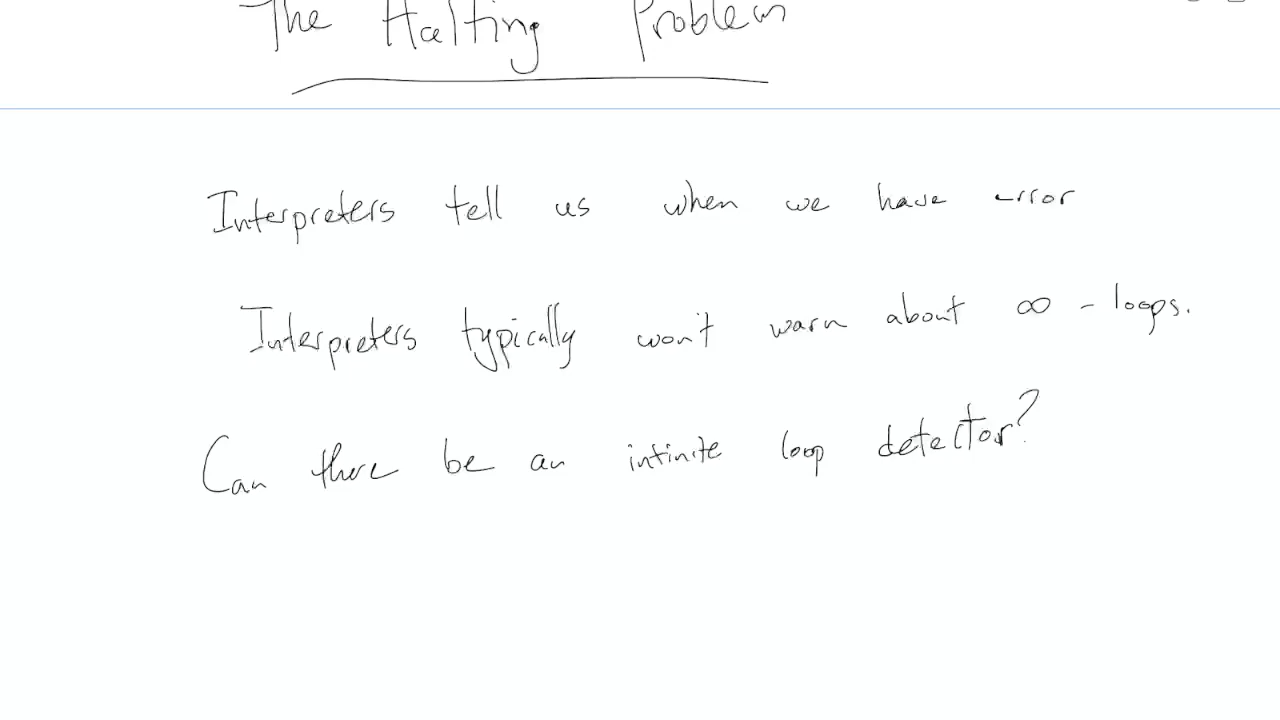 The Halting Problem
Interpreters tell us when we have error
Interpreters typically won't warn about ∞ - loops.
Can there be an infinite loop detector?